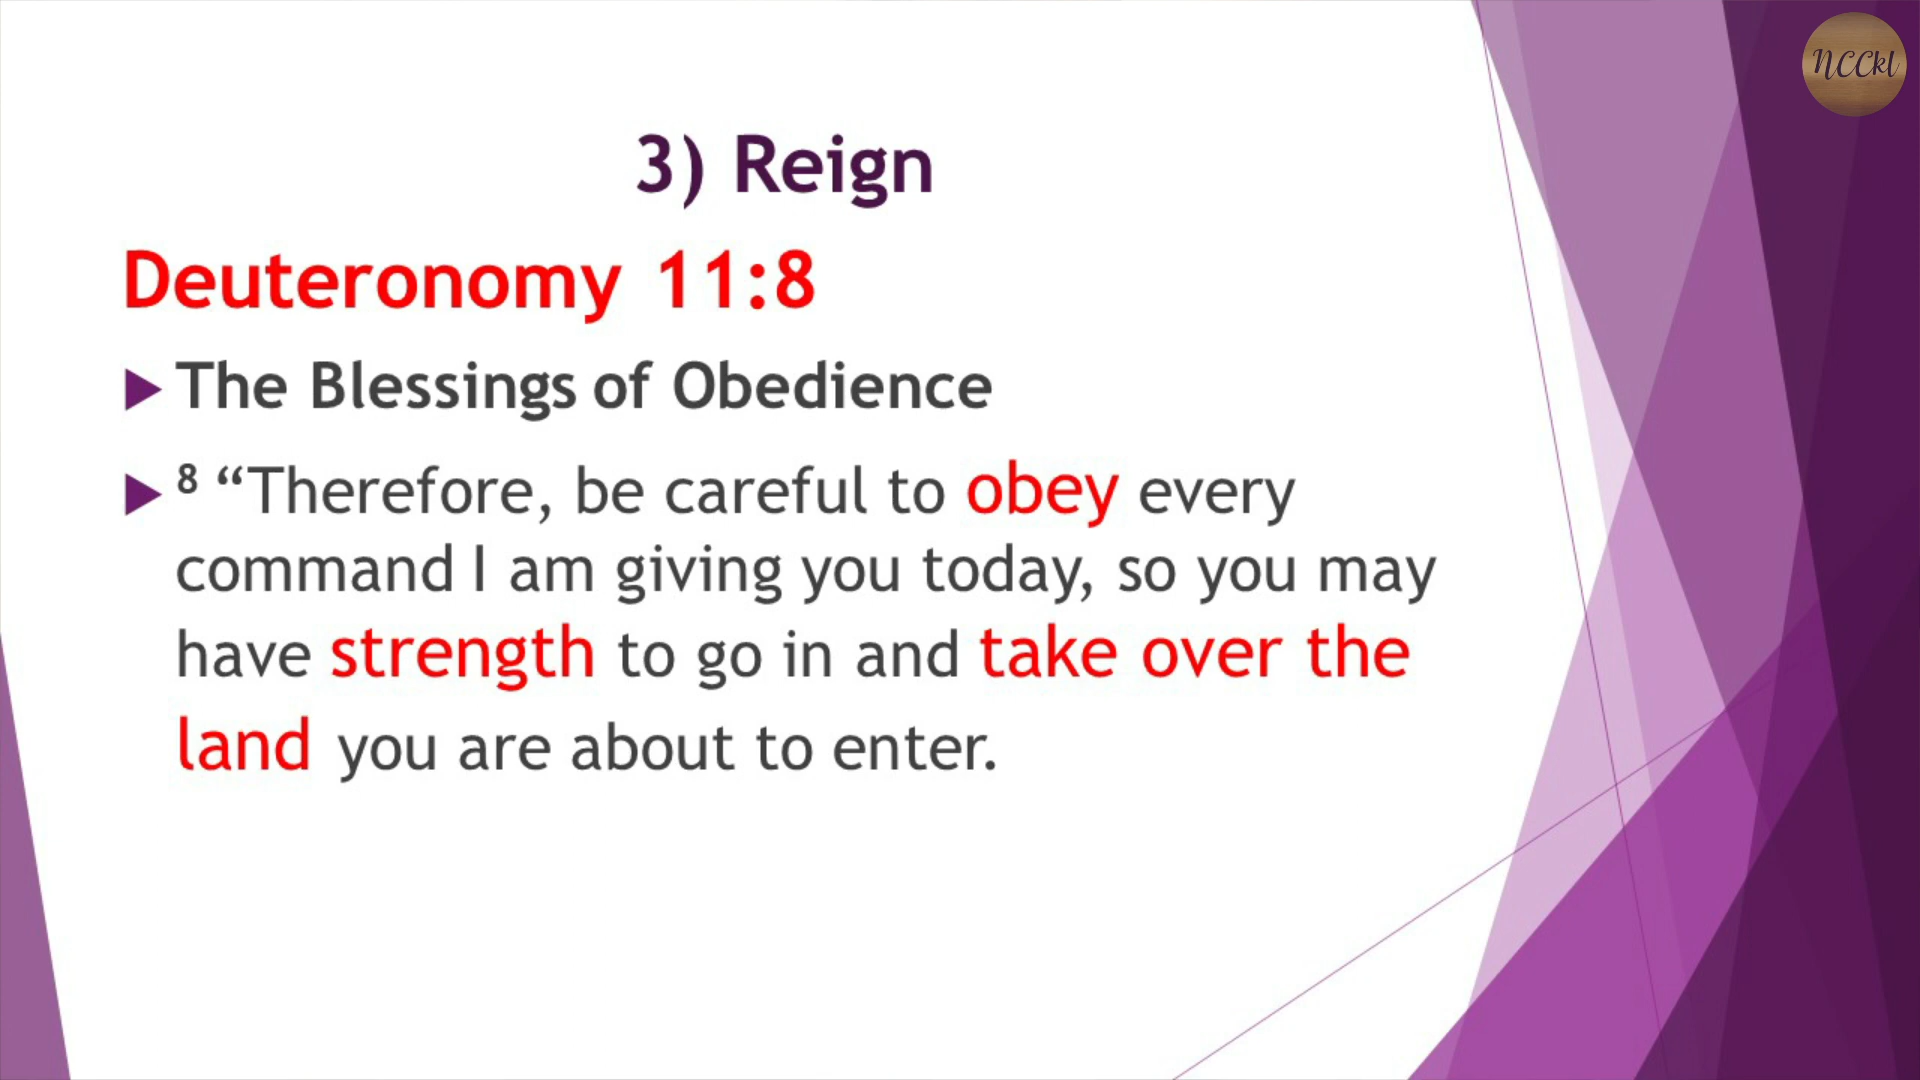 NCCkl
3) Reign
Deuteronomy 11:8
The Blessings of Obedience
8 “Therefore, be careful to obey every
command I am giving you today, so you may
have strength to go in and take over the
land you are about to enter.